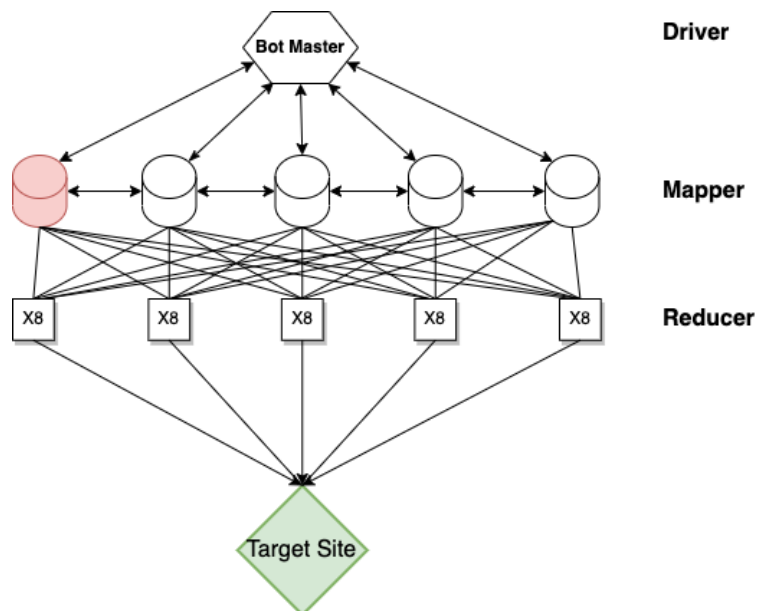 Driver
Bot Master
Mapper
X8
X8
X8
X8
X8
Reducer
Target Site